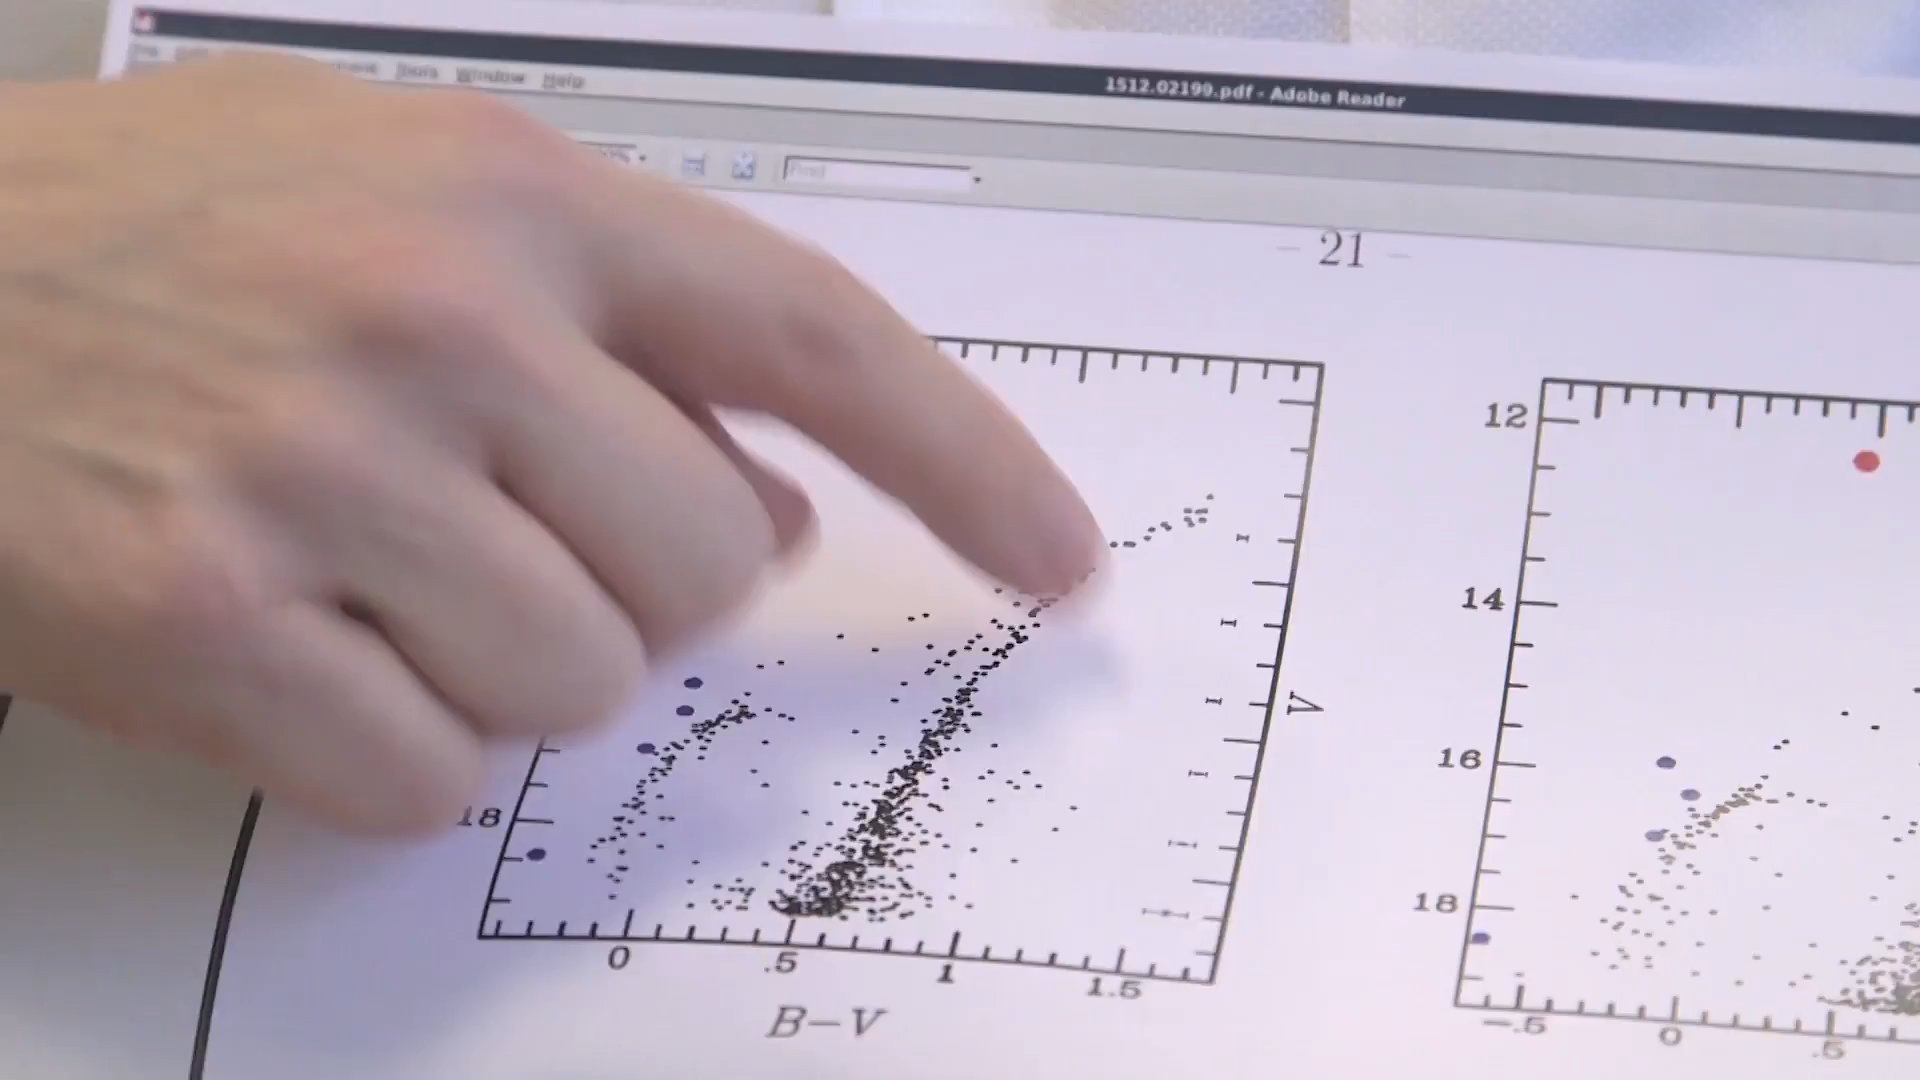 Tools Window Help
1512.02199.pdf - Adobe Reader
Find
– 21 –
18
0 .5 1 1.5
B–V
V
12
14
16
18
-.5 0 .5